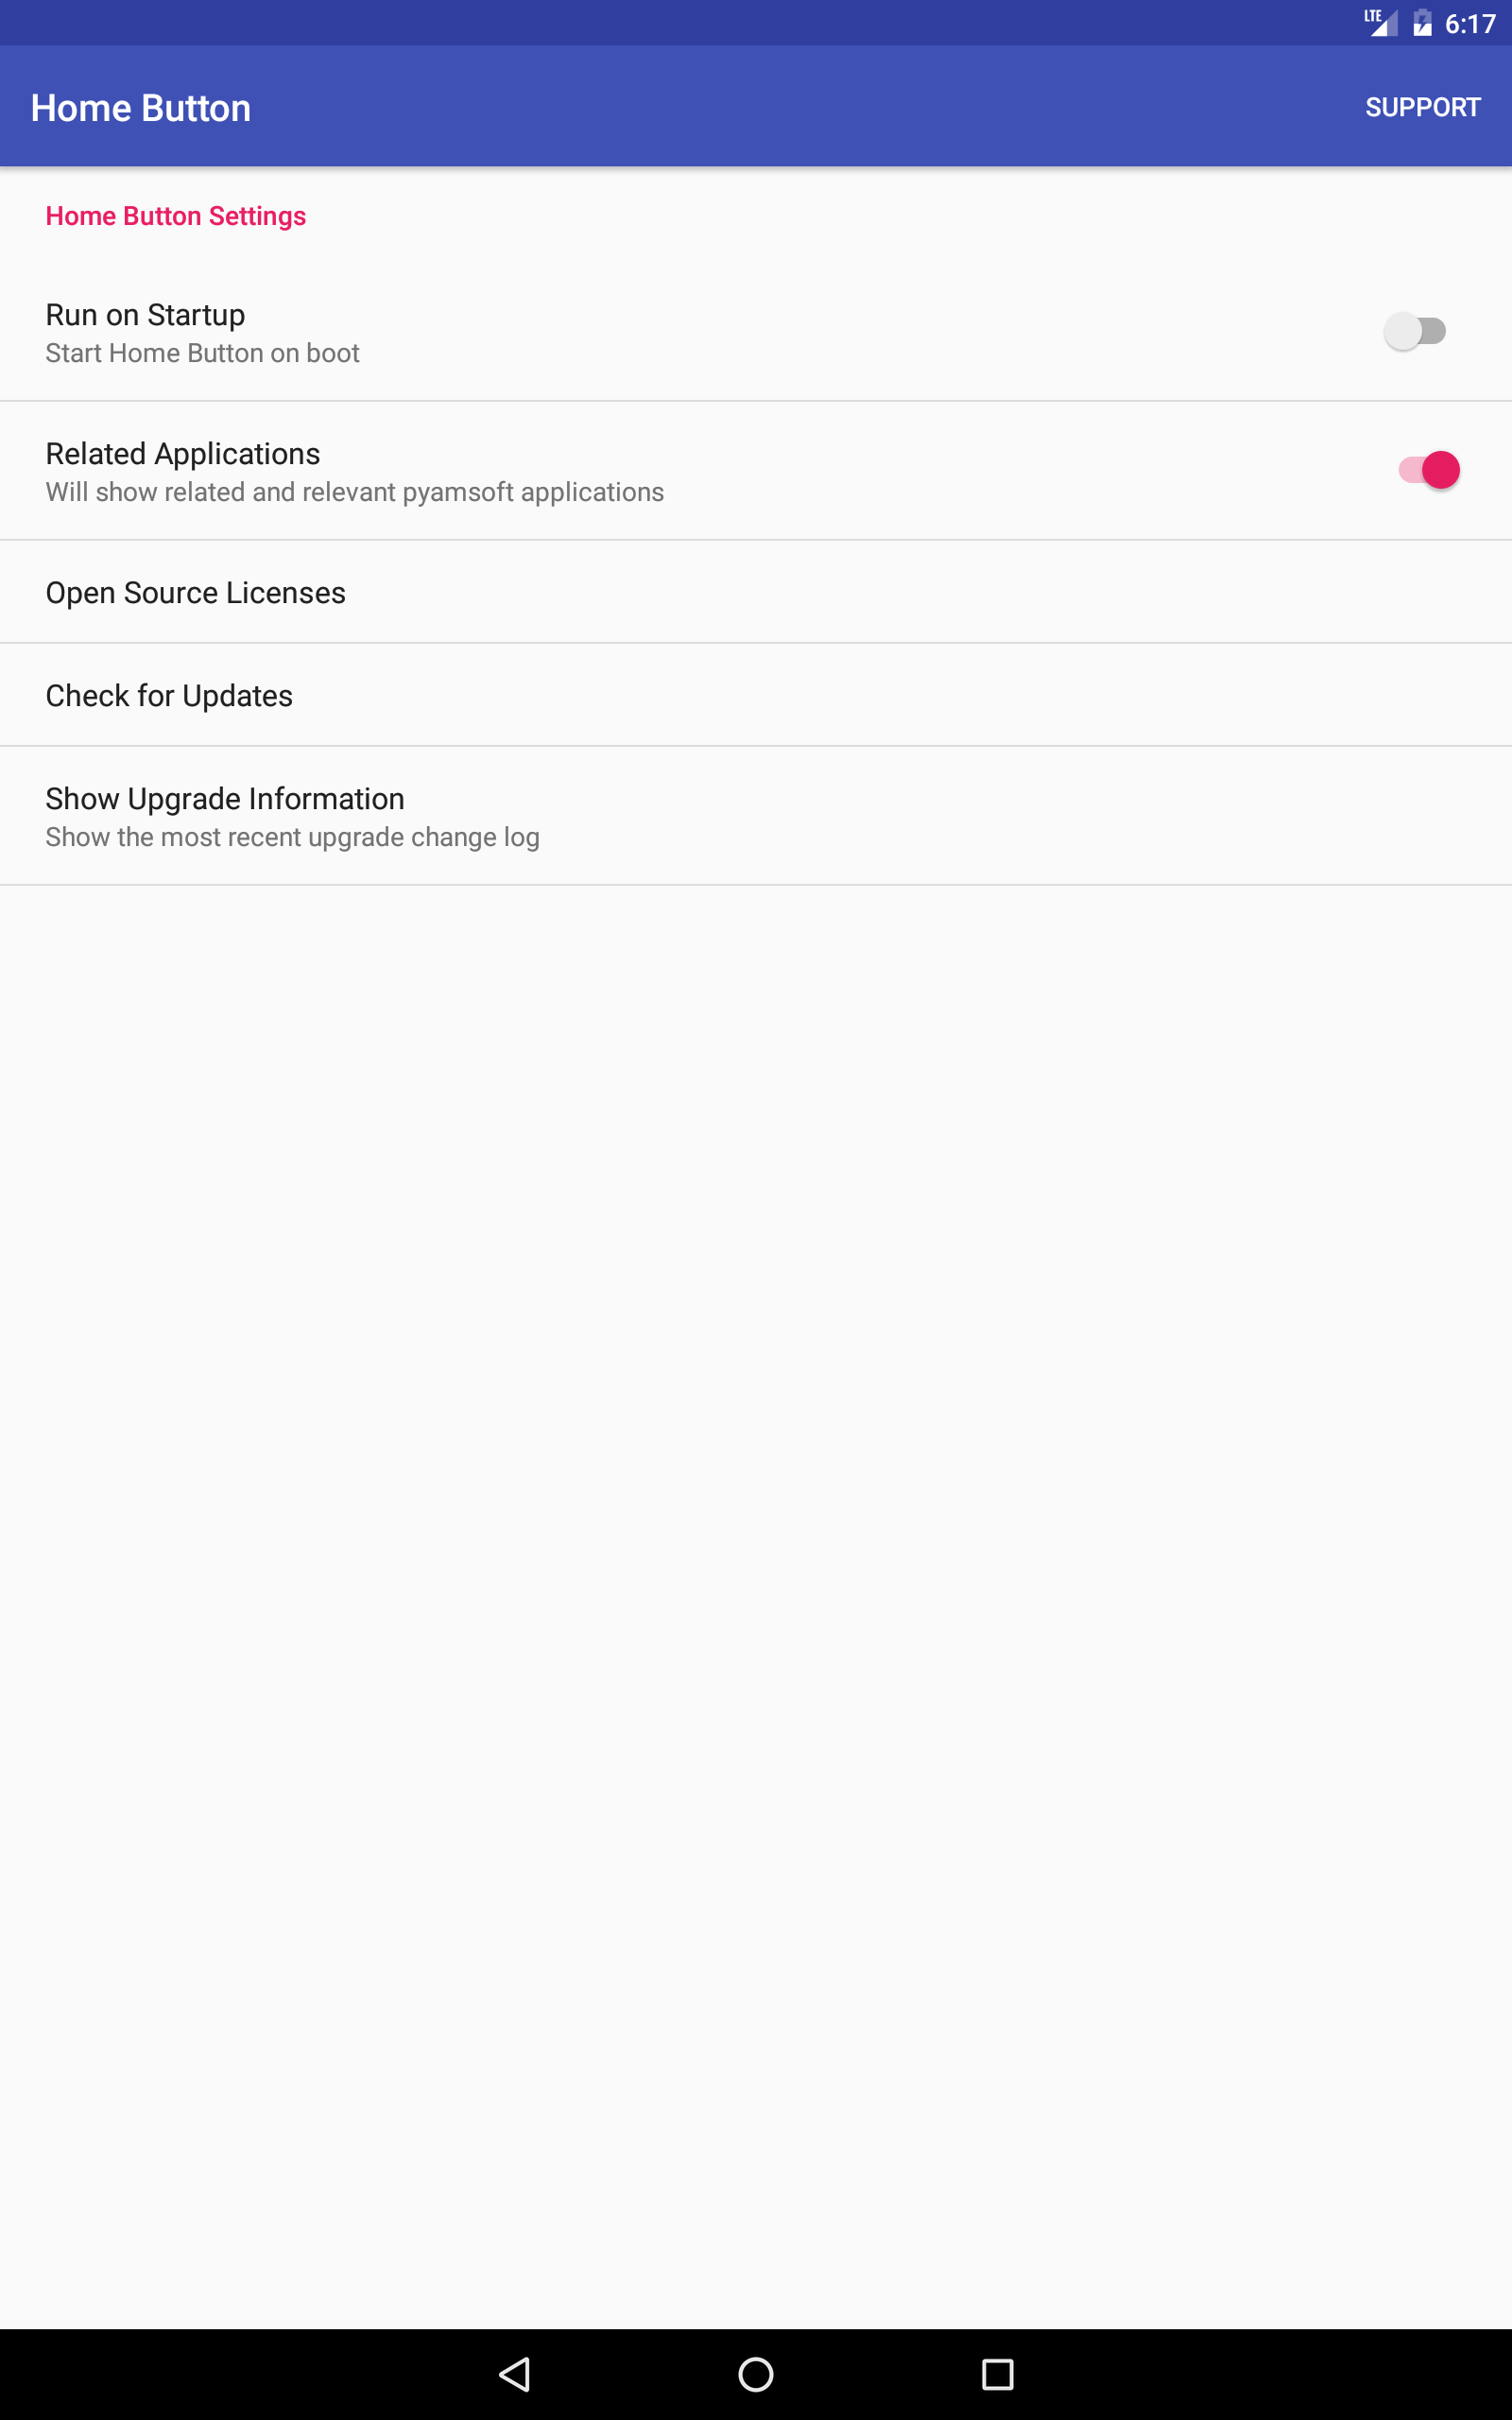 LTE 6:17
Home Button SUPPORT
Home Button Settings
Run on Startup
Start Home Button on boot
Related Applications
Will show related and relevant pyamsoft applications
Open Source Licenses
Check for Updates
Show Upgrade Information
Show the most recent upgrade change log